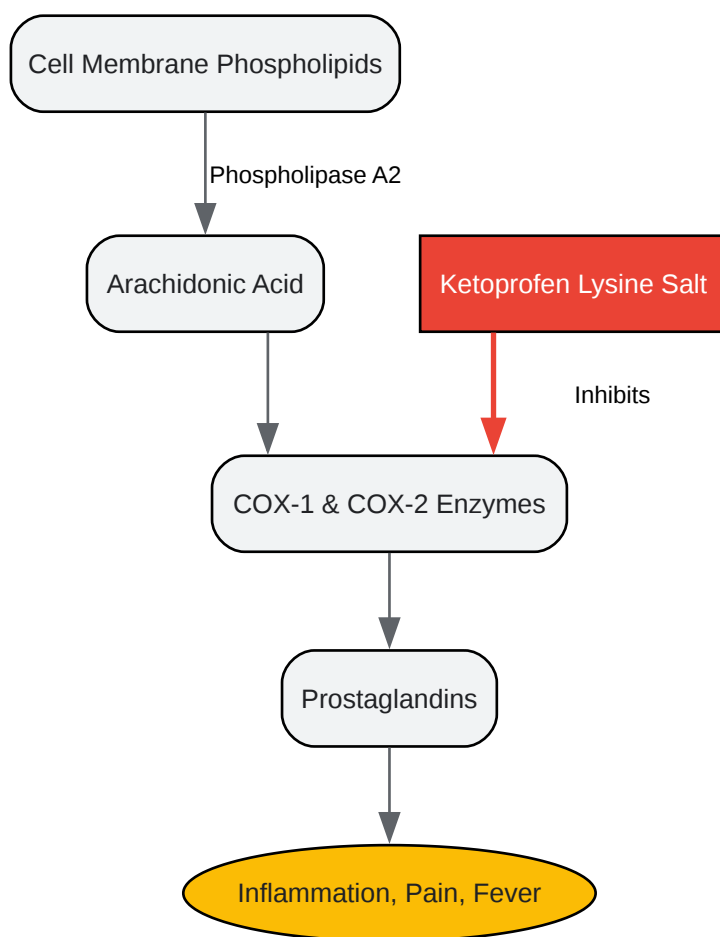 Cell Membrane Phospholipids
Phospholipase A2
Arachidonic Acid
Ketoprofen Lysine Salt
Inhibits
COX-1 & COX-2 Enzymes
Prostaglandins
Inflammation, Pain, Fever